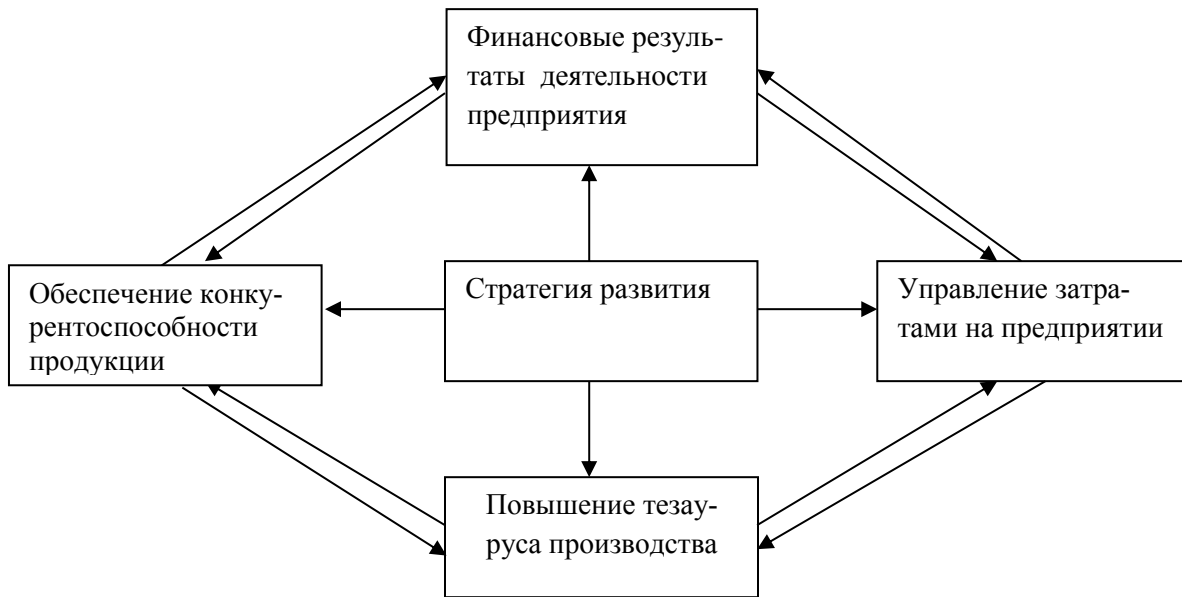 Финансовые резуль-
таты деятельности
предприятия
Обеспечение конку-
рентоспособности
продукции
Стратегия развития
Управление затра-
тами на предприятии
Повышение тезау-
руса производства